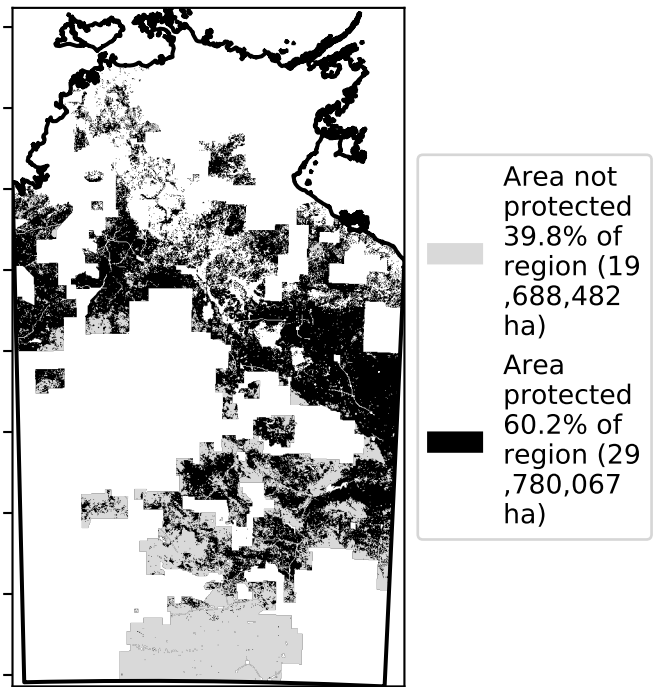 Area not
protected
39.8% of
region (19
,688,482
ha)
Area
protected
60.2% of
region (29
,780,067
ha)